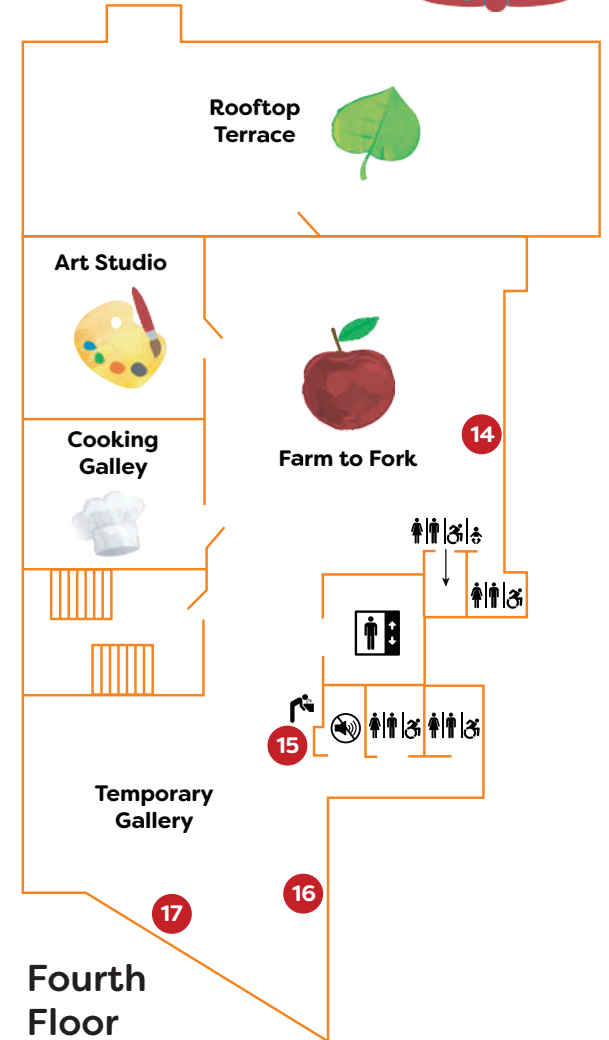 Rooftop
Terrace
Art Studio
Cooking
Galley
Farm to Fork
14
15
Temporary
Gallery
16
17
Fourth
Floor